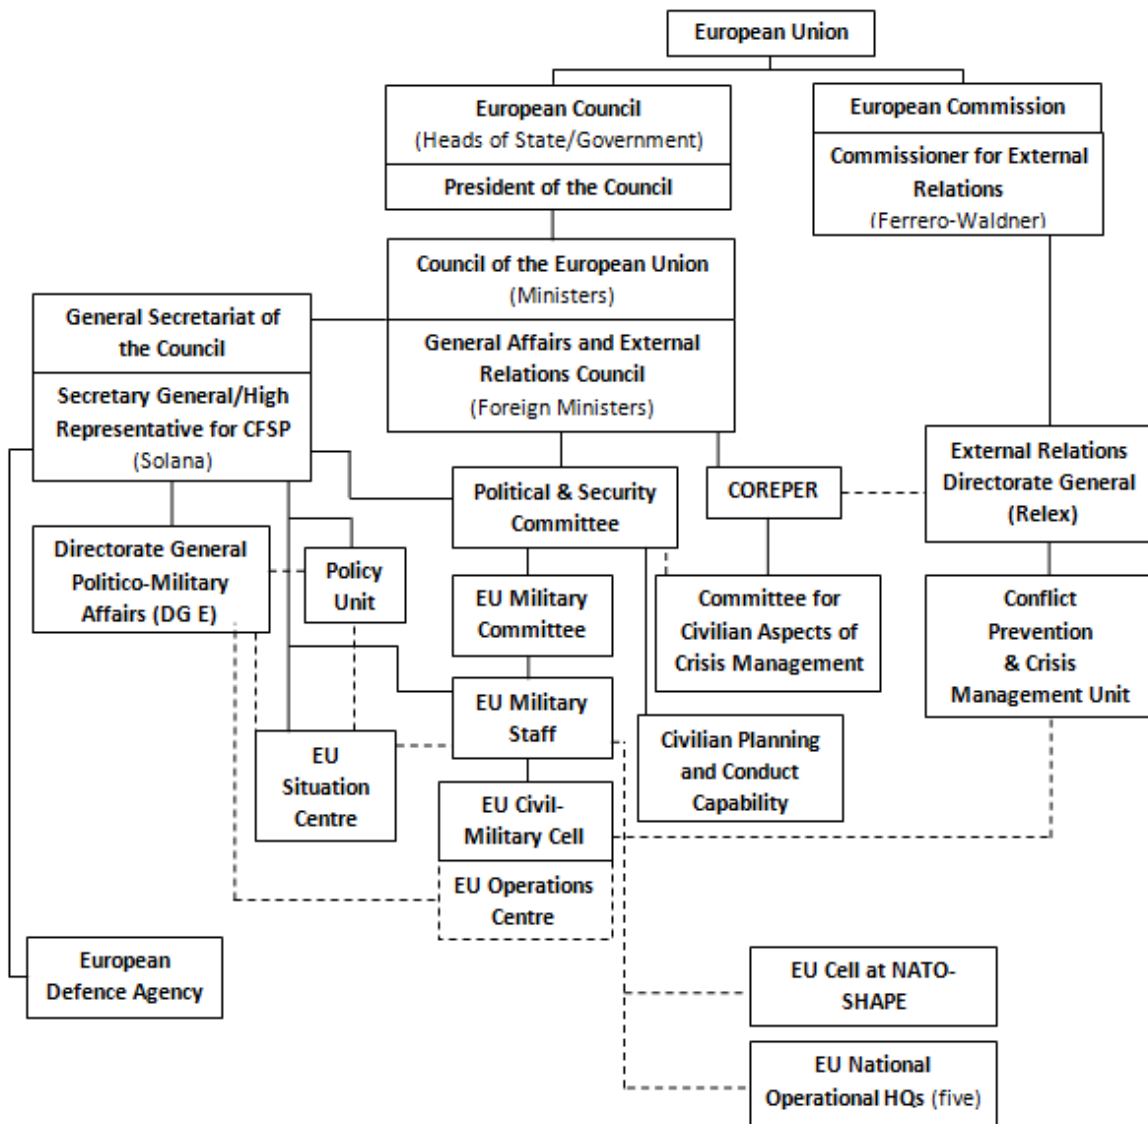 European Union
European Council
(Heads of State/Government)
President of the Council
European Commission
Commissioner for External
Relations
(Ferrero-Waldner)
Council of the European Union
(Ministers)
General Affairs and External
Relations Council
(Foreign Ministers)
General Secretariat of
the Council
Secretary General/High
Representative for CFSP
(Solana)
Political & Security
Committee
COREPER
External Relations
Directorate General
(Relex)
Directorate General
Politico-Military
Affairs (DG E)
Policy
Unit
EU Military
Committee
Committee for
Civilian Aspects of
Crisis Management
Conflict
Prevention
& Crisis
Management Unit
EU Military
Staff
EU
Situation
Centre
Civilian Planning
and Conduct
Capability
EU Civil-
Military Cell
EU Operations
Centre
European
Defence Agency
EU Cell at NATO-
SHAPE
EU National
Operational HQs (five)